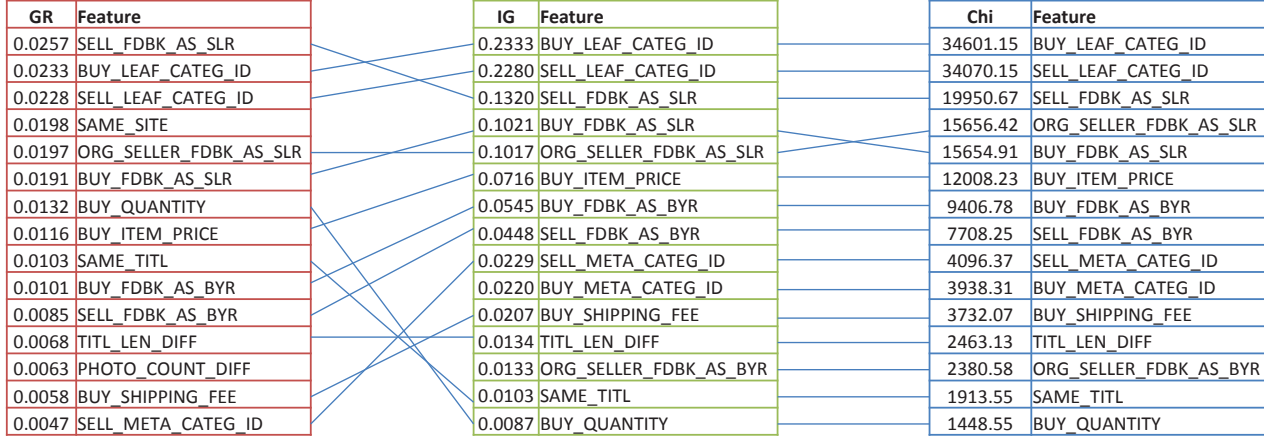 GR Feature IG Feature Chi Feature
0.0257 SELL_FDBK_AS_SLR 0.2333 BUY_LEAF_CATEG_ID 34601.15 BUY_LEAF_CATEG_ID
0.0233 BUY_LEAF_CATEG_ID 0.2280 SELL_LEAF_CATEG_ID 34070.15 SELL_LEAF_CATEG_ID
0.0228 SELL_LEAF_CATEG_ID 0.1320 SELL_FDBK_AS_SLR 19950.67 SELL_FDBK_AS_SLR
0.0198 SAME_SITE 0.1021 BUY_FDBK_AS_SLR 15656.42 ORG_SELLER_FDBK_AS_SLR
0.0197 ORG_SELLER_FDBK_AS_SLR 0.1017 ORG_SELLER_FDBK_AS_SLR 15654.91 BUY_FDBK_AS_SLR
0.0191 BUY_FDBK_AS_SLR 0.0716 BUY_ITEM_PRICE 12008.23 BUY_ITEM_PRICE
0.0132 BUY_QUANTITY 0.0545 BUY_FDBK_AS_BYR 9406.78 BUY_FDBK_AS_BYR
0.0116 BUY_ITEM_PRICE 0.0448 SELL_FDBK_AS_BYR 7708.25 SELL_FDBK_AS_BYR
0.0103 SAME_TITL 0.0229 SELL_META_CATEG_ID 4096.37 SELL_META_CATEG_ID
0.0101 BUY_FDBK_AS_BYR 0.0220 BUY_META_CATEG_ID 3938.31 BUY_META_CATEG_ID
0.0085 SELL_FDBK_AS_BYR 0.0207 BUY_SHIPPING_FEE 3732.07 BUY_SHIPPING_FEE
0.0068 TITL_LEN_DIFF 0.0134 TITL_LEN_DIFF 2463.13 TITL_LEN_DIFF
0.0063 PHOTO_COUNT_DIFF 0.0133 ORG_SELLER_FDBK_AS_BYR 2380.58 ORG_SELLER_FDBK_AS_BYR
0.0058 BUY_SHIPPING_FEE 0.0103 SAME_TITL 1913.55 SAME_TITL
0.0047 SELL_META_CATEG_ID 0.0087 BUY_QUANTITY 1448.55 BUY_QUANTITY